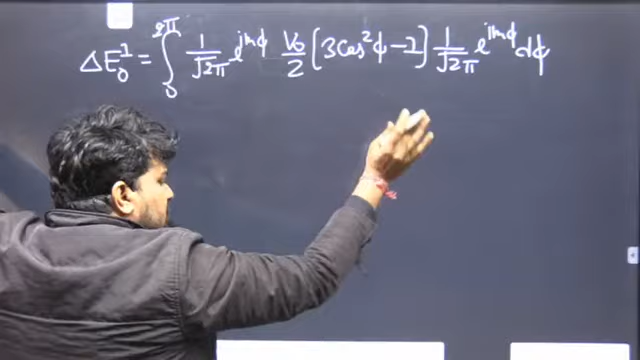 ΔE₀¹ = ∫₀^{2π} 1/√2π e^{imφ} V₀/2 [3cos²φ − 1] 1/√2π e^{imφ} dφ